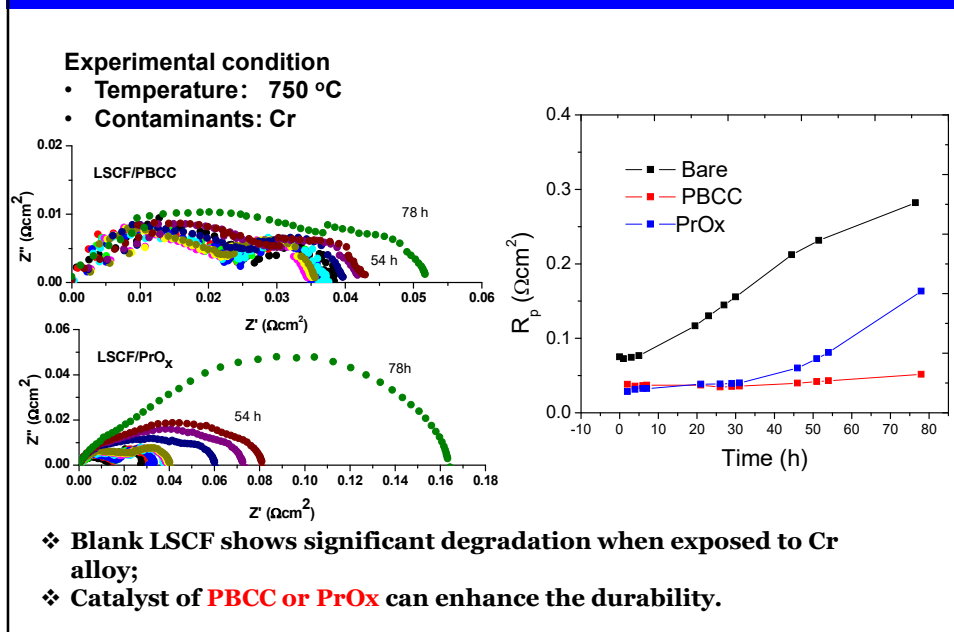 Experimental condition
• Temperature: 750 °C
• Contaminants: Cr
0.02
0.01
0.00
Z" (Ωcm²)
LSCF/PBCC
78 h
54 h
0.00 0.01 0.02 0.03 0.04 0.05 0.06
Z' (Ωcm²)
0.06
0.04
0.02
0.00
Z" (Ωcm²)
LSCF/PrOₓ
78h
54 h
0.00 0.02 0.04 0.06 0.08 0.10 0.12 0.14 0.16 0.18
Z' (Ωcm²)
0.4
0.3
0.2
0.1
0.0
Rₚ (Ωcm²)
Bare
PBCC
PrOx
-10 0 10 20 30 40 50 60 70 80
Time (h)
❖ Blank LSCF shows significant degradation when exposed to Cr
alloy;
❖ Catalyst of PBCC or PrOx can enhance the durability.